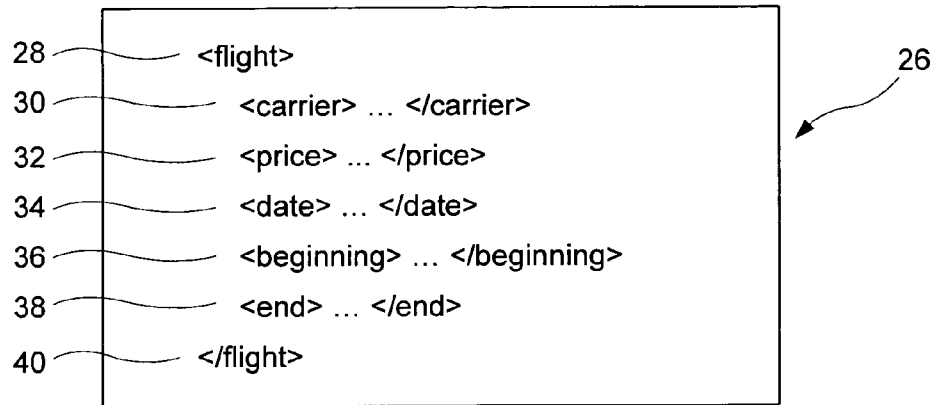 28 <flight>
26
30 <carrier> ... </carrier>
32 <price> ... </price>
34 <date> ... </date>
36 <beginning> ... </beginning>
38 <end> ... </end>
40 </flight>